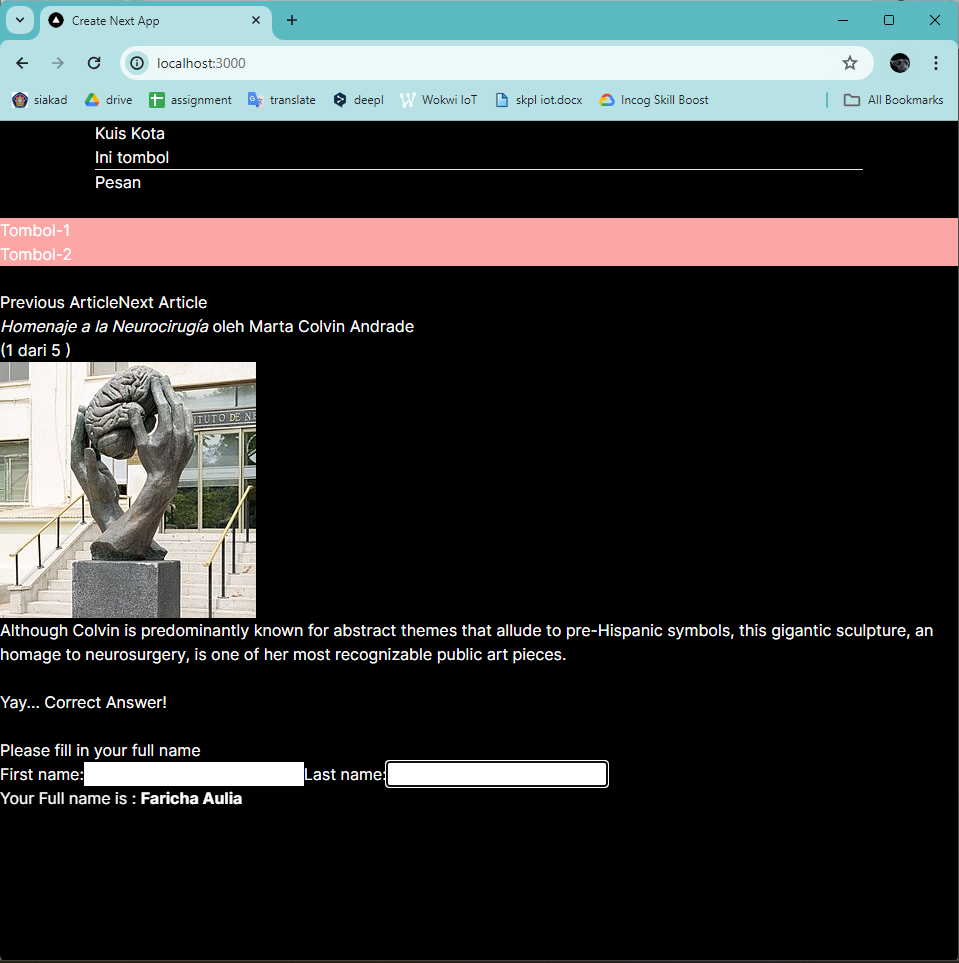 Create Next App
localhost:3000
siakad drive assignment translate deepl Wokwi IoT skpl iot.docx Incog Skill Boost All Bookmarks
Kuis Kota
Ini tombol
Pesan
Tombol-1
Tombol-2
Previous ArticleNext Article
Homenaje a la Neurocirugía oleh Marta Colvin Andrade
(1 dari 5 )
TUTO DE NE
Although Colvin is predominantly known for abstract themes that allude to pre-Hispanic symbols, this gigantic sculpture, an
homage to neurosurgery, is one of her most recognizable public art pieces.
Yay... Correct Answer!
Please fill in your full name
First name: Last name:
Your Full name is : Faricha Aulia